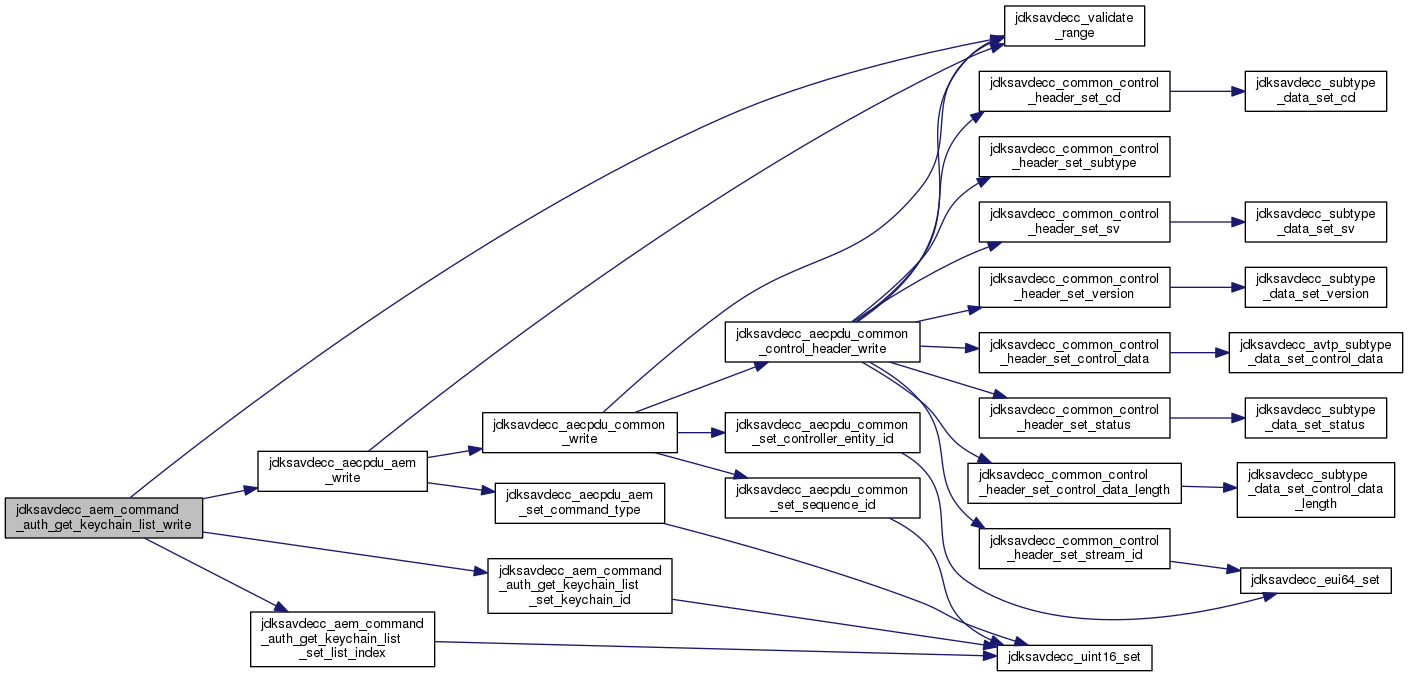 jdksavdecc_aem_command
_auth_get_keychain_list_write
jdksavdecc_aecpdu_aem
_write
jdksavdecc_aem_command
_auth_get_keychain_list
_set_list_index
jdksavdecc_aecpdu_common
_write
jdksavdecc_aecpdu_aem
_set_command_type
jdksavdecc_aem_command
_auth_get_keychain_list
_set_keychain_id
jdksavdecc_aecpdu_common
_control_header_write
jdksavdecc_aecpdu_common
_set_controller_entity_id
jdksavdecc_aecpdu_common
_set_sequence_id
jdksavdecc_validate
_range
jdksavdecc_common_control
_header_set_cd
jdksavdecc_common_control
_header_set_subtype
jdksavdecc_common_control
_header_set_sv
jdksavdecc_common_control
_header_set_version
jdksavdecc_common_control
_header_set_control_data
jdksavdecc_common_control
_header_set_status
jdksavdecc_common_control
_header_set_control_data_length
jdksavdecc_common_control
_header_set_stream_id
jdksavdecc_uint16_set
jdksavdecc_subtype
_data_set_cd
jdksavdecc_subtype
_data_set_sv
jdksavdecc_subtype
_data_set_version
jdksavdecc_avtp_subtype
_data_set_control_data
jdksavdecc_subtype
_data_set_status
jdksavdecc_subtype
_data_set_control_data
_length
jdksavdecc_eui64_set